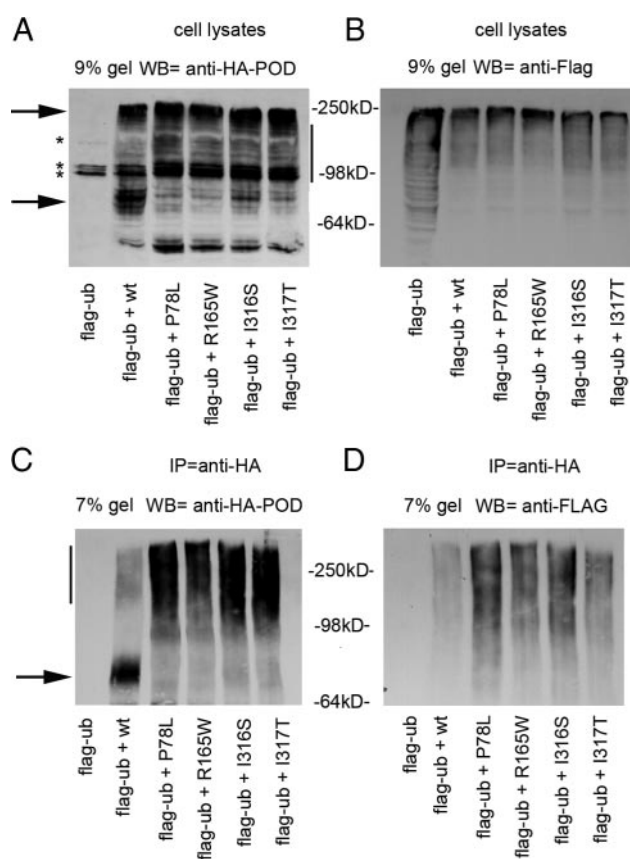 A
cell lysates
9% gel WB= anti-HA-POD
*
*
*
flag-ub
flag-ub + wt
flag-ub + P78L
flag-ub + R165W
flag-ub + I316S
flag-ub + I317T
-250kD-
-98kD-
-64kD-
B
cell lysates
9% gel WB= anti-Flag
flag-ub
flag-ub + wt
flag-ub + P78L
flag-ub + R165W
flag-ub + I316S
flag-ub + I317T
C
IP=anti-HA
7% gel WB= anti-HA-POD
flag-ub
flag-ub + wt
flag-ub + P78L
flag-ub + R165W
flag-ub + I316S
flag-ub + I317T
-250kD-
-98kD-
-64kD-
D
IP=anti-HA
7% gel WB= anti-FLAG
flag-ub
flag-ub + wt
flag-ub + P78L
flag-ub + R165W
flag-ub + I316S
flag-ub + I317T